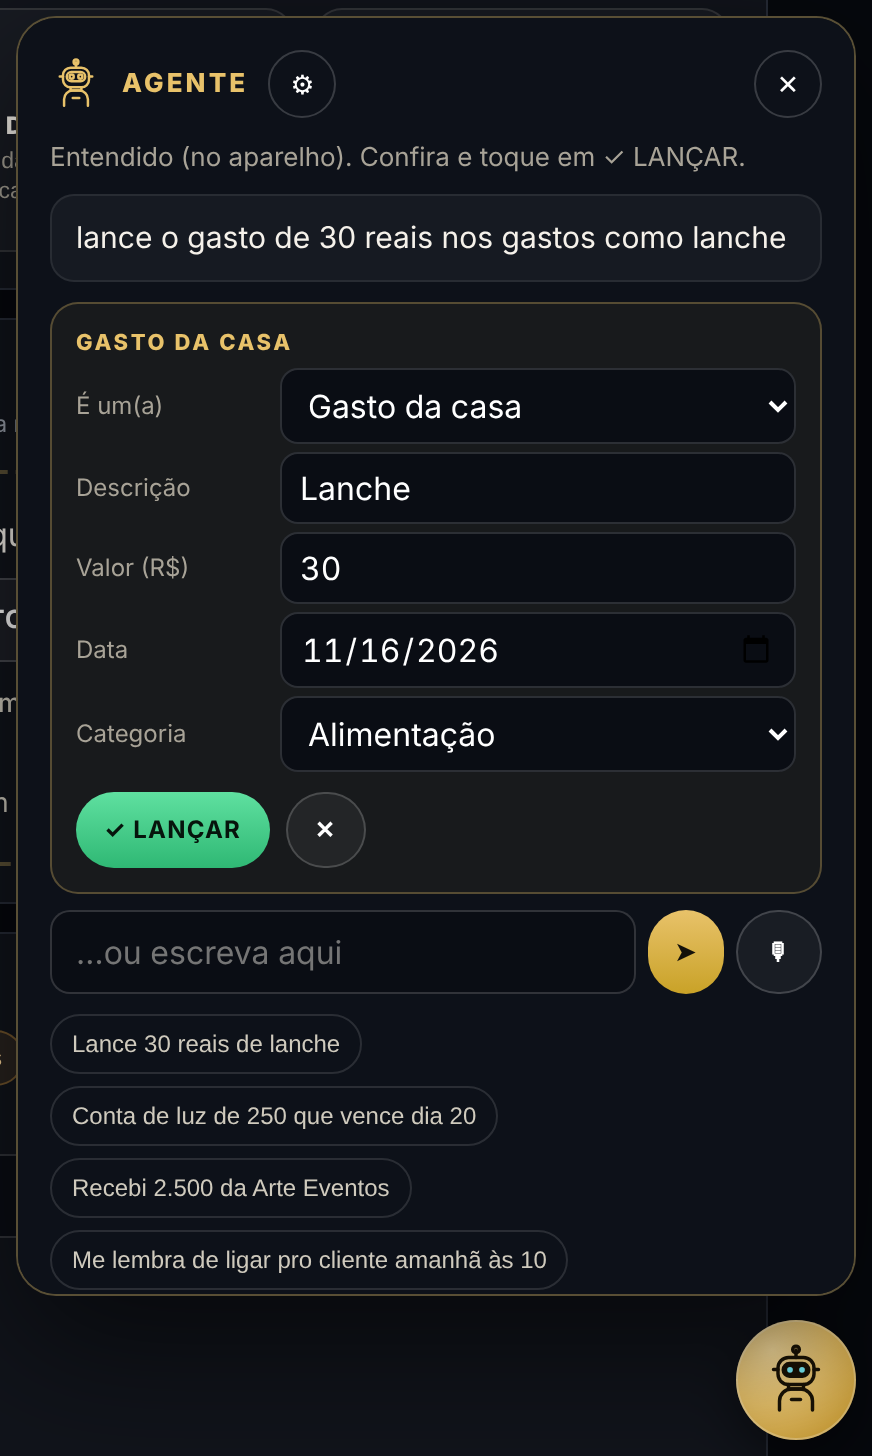 AGENTE
Entendido (no aparelho). Confira e toque em ✓ LANÇAR.
lance o gasto de 30 reais nos gastos como lanche
GASTO DA CASA
É um(a)
Gasto da casa
Descrição
Lanche
Valor (R$)
30
Data
11/16/2026
Categoria
Alimentação
✓ LANÇAR
...ou escreva aqui
Lance 30 reais de lanche
Conta de luz de 250 que vence dia 20
Recebi 2.500 da Arte Eventos
Me lembra de ligar pro cliente amanhã às 10